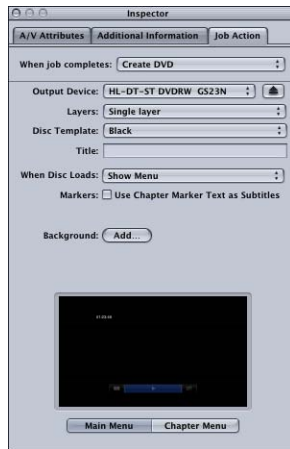 Inspector
A/V Attributes Additional Information Job Action
When job completes: Create DVD
Output Device: HL-DT-ST DVDRW GS23N
Layers: Single layer
Disc Template: Black
Title:
When Disc Loads: Show Menu
Markers: Use Chapter Marker Text as Subtitles
Background: Add...
Main Menu Chapter Menu